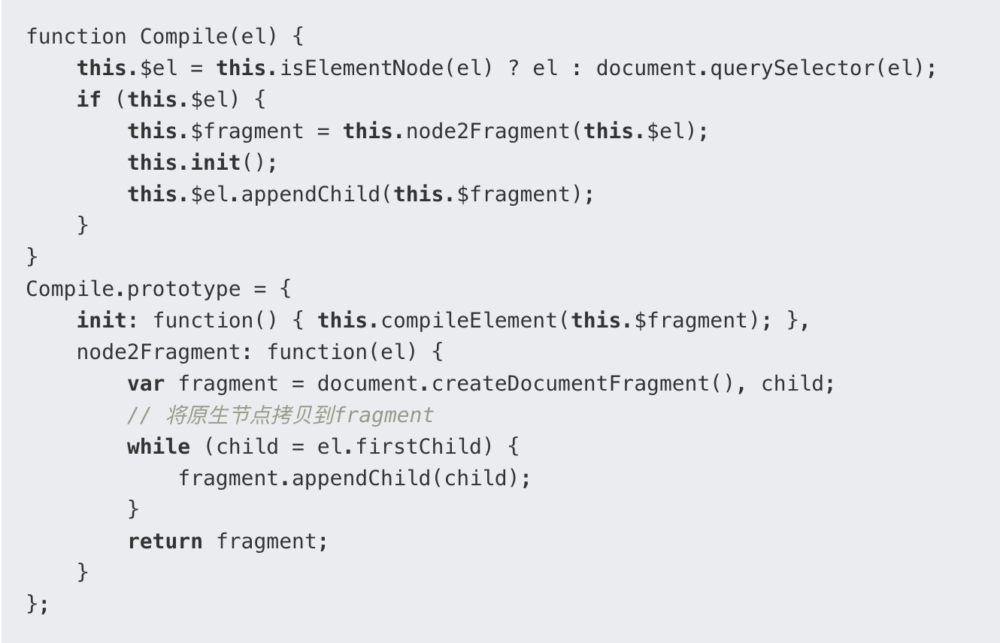 function Compile(el) {
    this.$el = this.isElementNode(el) ? el : document.querySelector(el);
    if (this.$el) {
        this.$fragment = this.node2Fragment(this.$el);
        this.init();
        this.$el.appendChild(this.$fragment);
    }
}
Compile.prototype = {
    init: function() { this.compileElement(this.$fragment); },
    node2Fragment: function(el) {
        var fragment = document.createDocumentFragment(), child;
        // 将原生节点拷贝到fragment
        while (child = el.firstChild) {
            fragment.appendChild(child);
        }
        return fragment;
    }
};